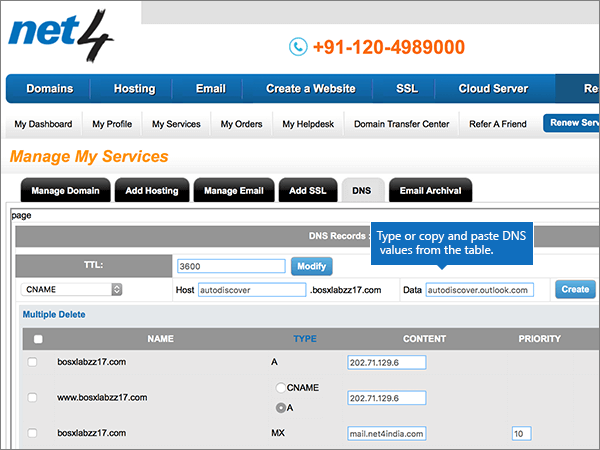 net4
+91-120-4989000
Domains Hosting Email Create a Website SSL Cloud Server Re
My Dashboard My Profile My Services My Orders My Helpdesk Domain Transfer Center Refer A Friend Renew Serv
Manage My Services
Manage Domain Add Hosting Manage Email Add SSL DNS Email Archival
page
DNS Records :
Type or copy and paste DNS
values from the table.
TTL: 3600 Modify
CNAME Host autodiscover .bosxlabzz17.com Data autodiscover.outlook.com Create
Multiple Delete
NAME TYPE CONTENT PRIORITY
bosxlabzz17.com A 202.71.129.6
CNAME
www.bosxlabzz17.com 202.71.129.6
A
bosxlabzz17.com MX mail.net4india.com 10